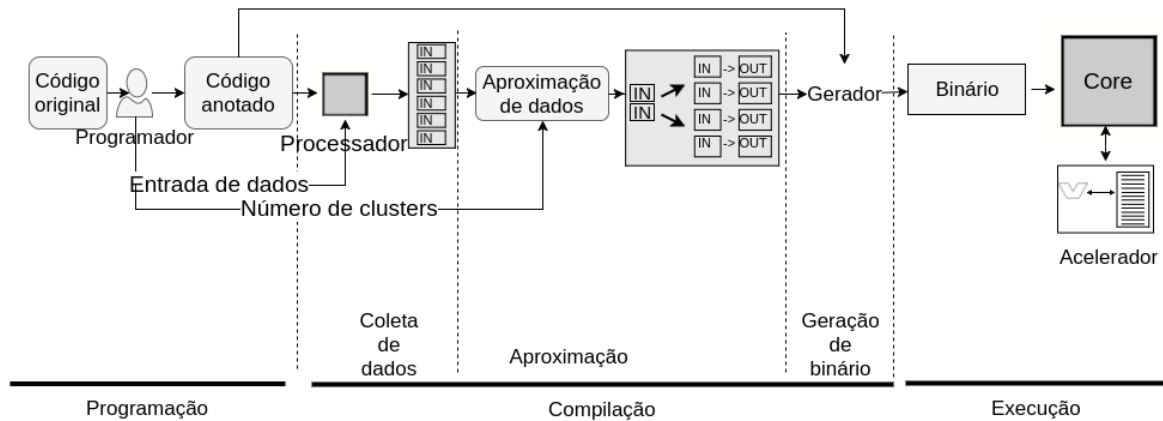 Código
original
Programador
Código
anotado
Entrada de dados
Número de clusters
Processador
IN
IN
IN
IN
IN
IN
Aproximação
de dados
IN
IN
IN -> OUT
IN -> OUT
IN -> OUT
IN -> OUT
Gerador
Binário
Core
Acelerador
Coleta
de
dados
Aproximação
Geração
de
binário
Programação
Compilação
Execução